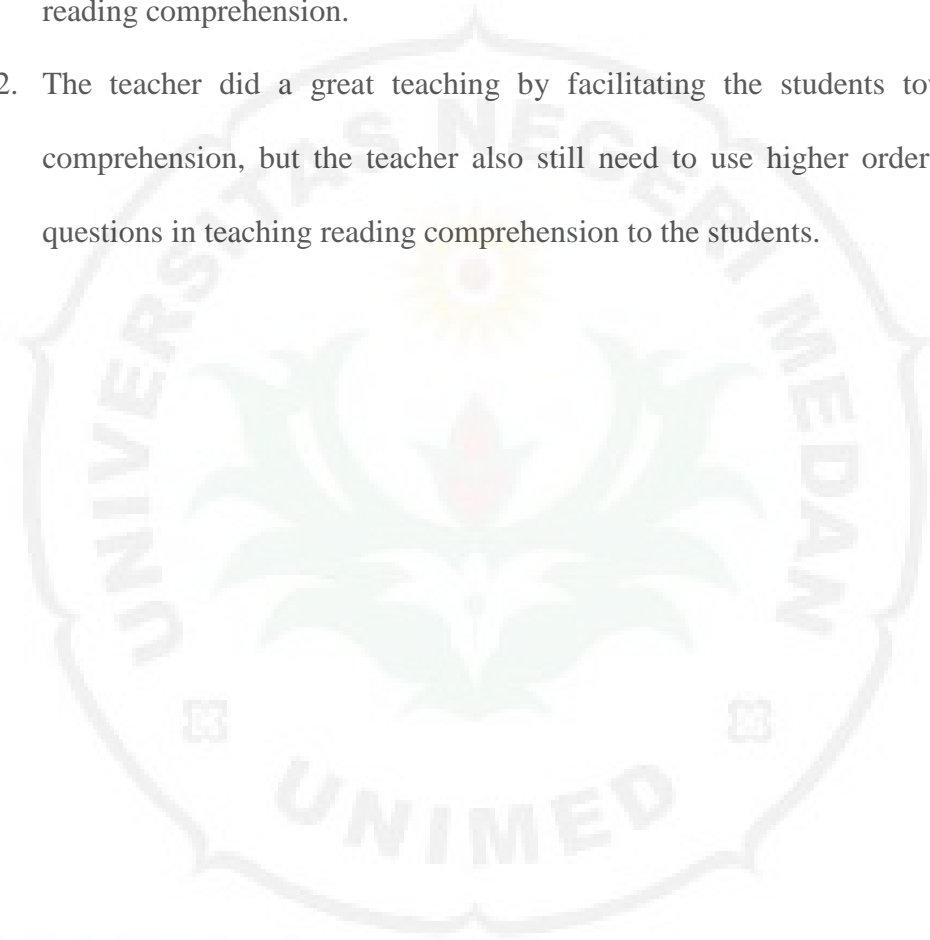 reading comprehension.
2. The teacher did a great teaching by facilitating the students
comprehension, but the teacher also still need to use higher order
questions in teaching reading comprehension to the students.
UNIVERSITAS NEGERI MEDAN
UNIMED